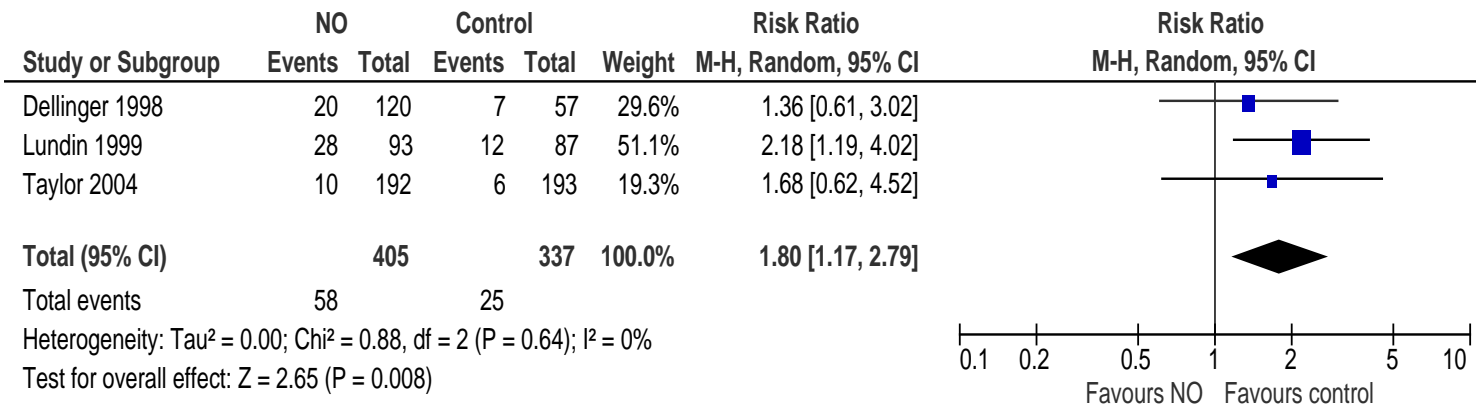 NO Control Risk Ratio Risk Ratio
Study or Subgroup Events Total Events Total Weight M-H, Random, 95% CI M-H, Random, 95% CI
Dellinger 1998 20 120 7 57 29.6% 1.36 [0.61, 3.02]
Lundin 1999 28 93 12 87 51.1% 2.18 [1.19, 4.02]
Taylor 2004 10 192 6 193 19.3% 1.68 [0.62, 4.52]
Total (95% CI) 405 337 100.0% 1.80 [1.17, 2.79]
Total events 58 25
Heterogeneity: Tau² = 0.00; Chi² = 0.88, df = 2 (P = 0.64); I² = 0%
Test for overall effect: Z = 2.65 (P = 0.008)
0.1 0.2 0.5 1 2 5 10
Favours NO Favours control